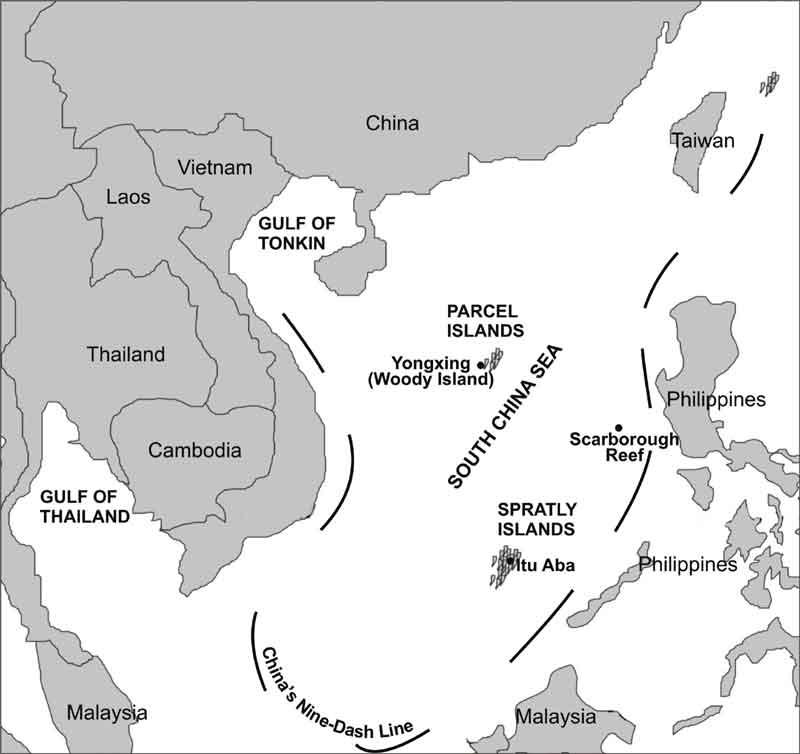 China
Taiwan
Vietnam
Laos
GULF OF
TONKIN
PARCEL
ISLANDS
Thailand
Yongxing
(Woody Island)
SOUTH CHINA SEA
Philippines
Cambodia
Scarborough
Reef
GULF OF
THAILAND
SPRATLY
ISLANDS
Itu Aba
Philippines
China's Nine-Dash Line
Malaysia
Malaysia